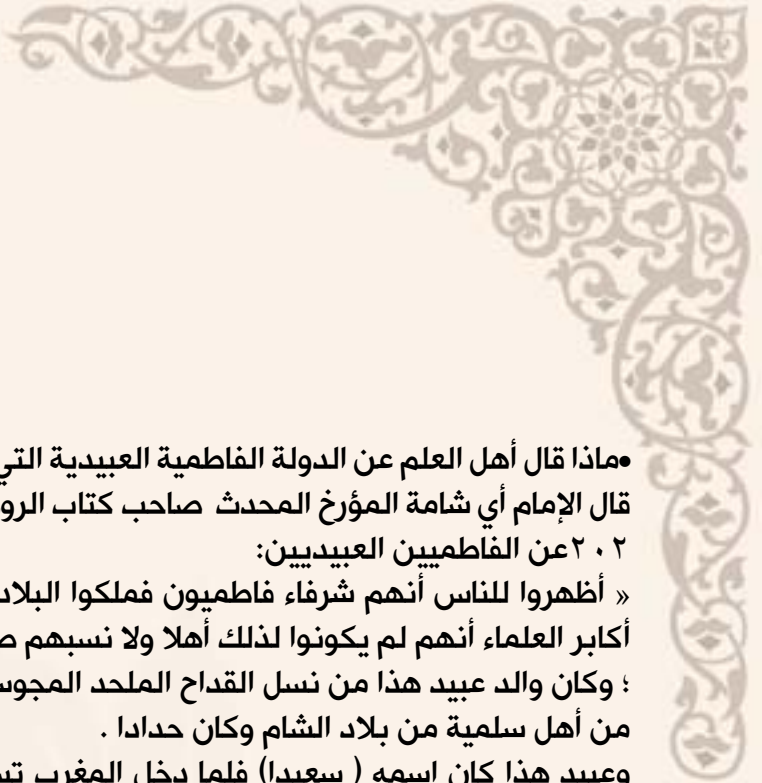 •ماذا قال أهل العلم عن الدولة الفاطمية العبيدية التي
قال الإمام أي شامة المؤرخ المحدث صاحب كتاب الرو
٢٠٢عن الفاطميين العبيديين:
« أظهروا للناس أنهم شرفاء فاطميون فملكوا البلاد
أكابر العلماء أنهم لم يكونوا لذلك أهلا ولا نسبهم ص
؛ وكان والد عبيد هذا من نسل القداح الملحد المجوس
من أهل سلمية من بلاد الشام وكان حدادا .
وعبيد هذا كان اسمه ( سعيدا) فلما دخل المغرب تس